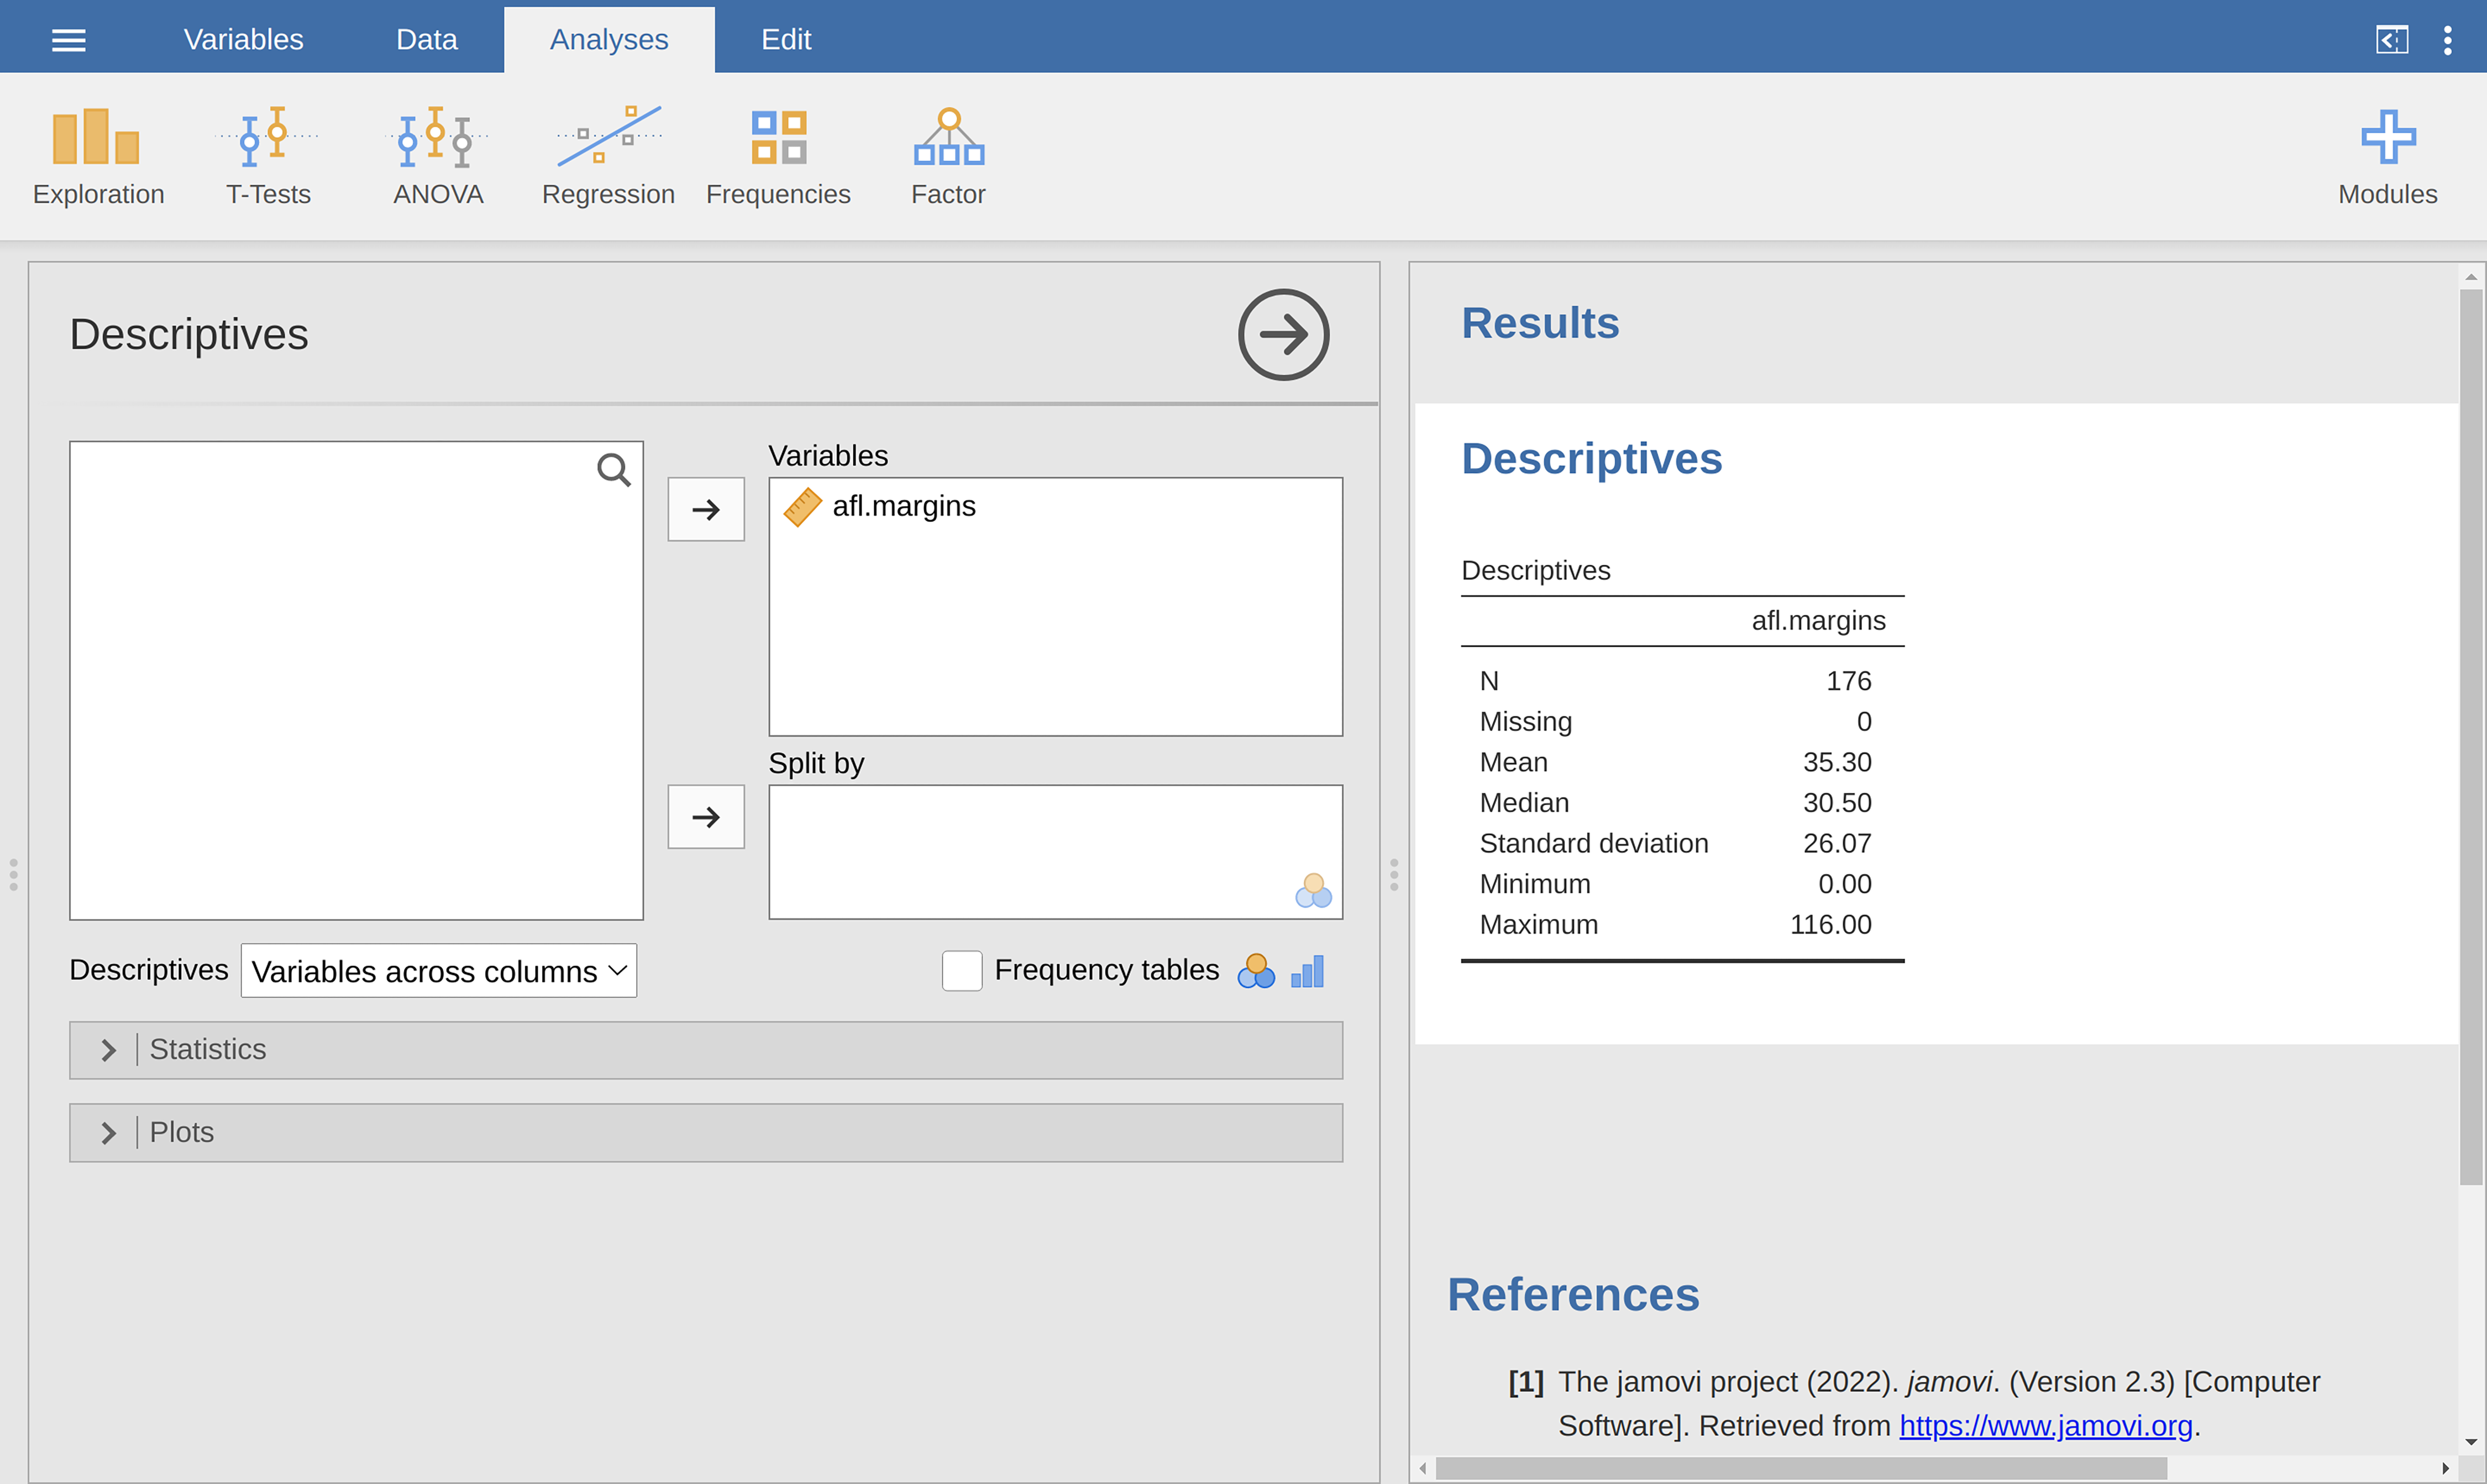 Variables Data Analyses Edit
Exploration T-Tests ANOVA Regression Frequencies Factor Modules
Descriptives
Variables
afl.margins
Split by
Descriptives Variables across columns Frequency tables
Statistics
Plots
Results
Descriptives
Descriptives
afl.margins
N 176
Missing 0
Mean 35.30
Median 30.50
Standard deviation 26.07
Minimum 0.00
Maximum 116.00
References
[1] The jamovi project (2022). jamovi. (Version 2.3) [Computer
Software]. Retrieved from https://www.jamovi.org.